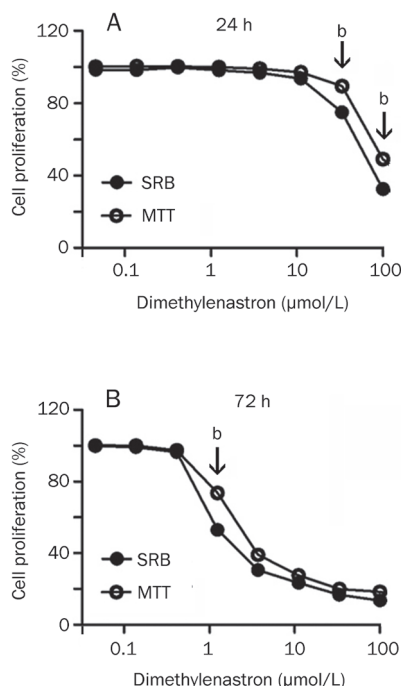 A
24 h
120
80
40
0
Cell proliferation (%)
b
b
SRB
MTT
0.1
1
10
100
Dimethylenastron (μmol/L)
B
72 h
120
80
40
0
Cell proliferation (%)
b
SRB
MTT
0.1
1
10
100
Dimethylenastron (μmol/L)